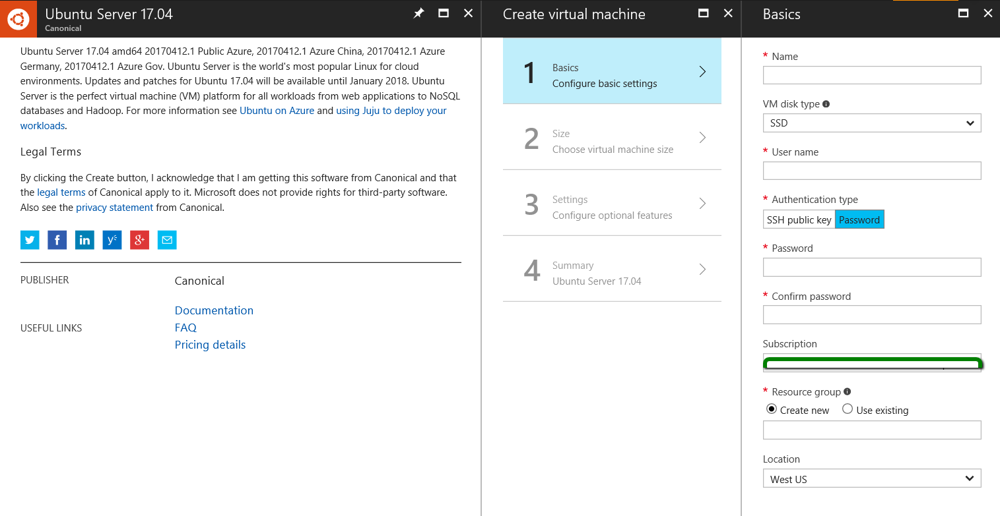 Ubuntu Server 17.04
Canonical
Ubuntu Server 17.04 amd64 20170412.1 Public Azure, 20170412.1 Azure China, 20170412.1 Azure
Germany, 20170412.1 Azure Gov. Ubuntu Server is the world's most popular Linux for cloud
environments. Updates and patches for Ubuntu 17.04 will be available until January 2018. Ubuntu
Server is the perfect virtual machine (VM) platform for all workloads from web applications to NoSQL
databases and Hadoop. For more information see Ubuntu on Azure and using Juju to deploy your
workloads.
Legal Terms
By clicking the Create button, I acknowledge that I am getting this software from Canonical and that
the legal terms of Canonical apply to it. Microsoft does not provide rights for third-party software.
Also see the privacy statement from Canonical.
PUBLISHER
Canonical
USEFUL LINKS
Documentation
FAQ
Pricing details
Create virtual machine
1
Basics
Configure basic settings
2
Size
Choose virtual machine size
3
Settings
Configure optional features
4
Summary
Ubuntu Server 17.04
Basics
* Name
VM disk type
SSD
* User name
* Authentication type
SSH public key Password
* Password
* Confirm password
Subscription
* Resource group
Create new Use existing
Location
West US